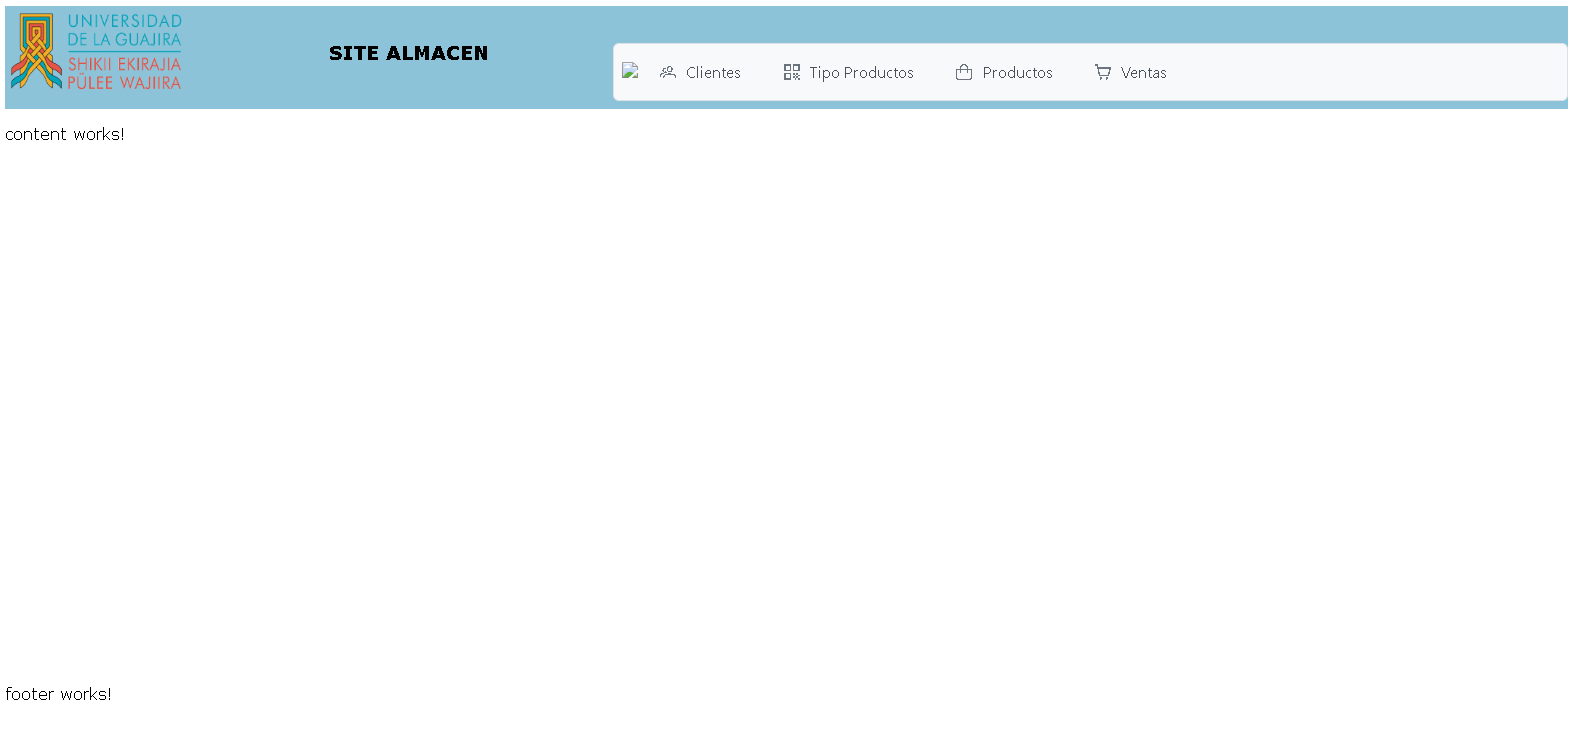 UNIVERSIDAD
DE LA GUAJIRA
SHIKII EKIRAJIA
PÜLEE WAJIIRA
SITE ALMACEN
Clientes Tipo Productos Productos Ventas
content works!
footer works!